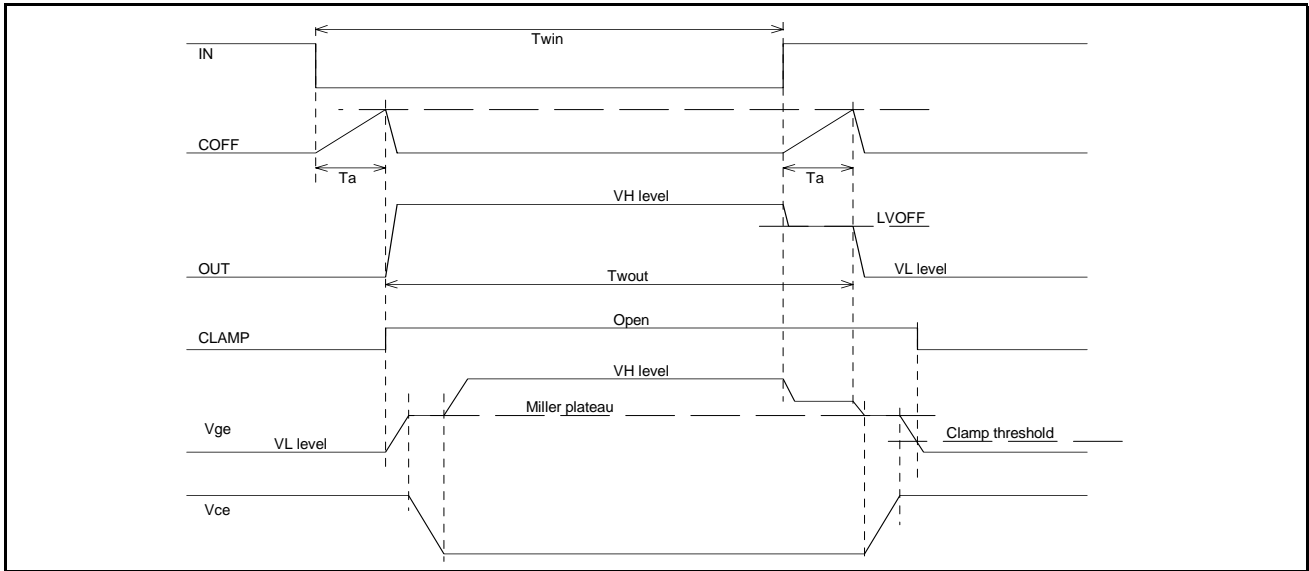 Twin
IN
COFF
Ta
Ta
VH level
LVOFF
OUT
VL level
Twout
Open
CLAMP
VH level
Miller plateau
Vge
VL level
Clamp threshold
Vce